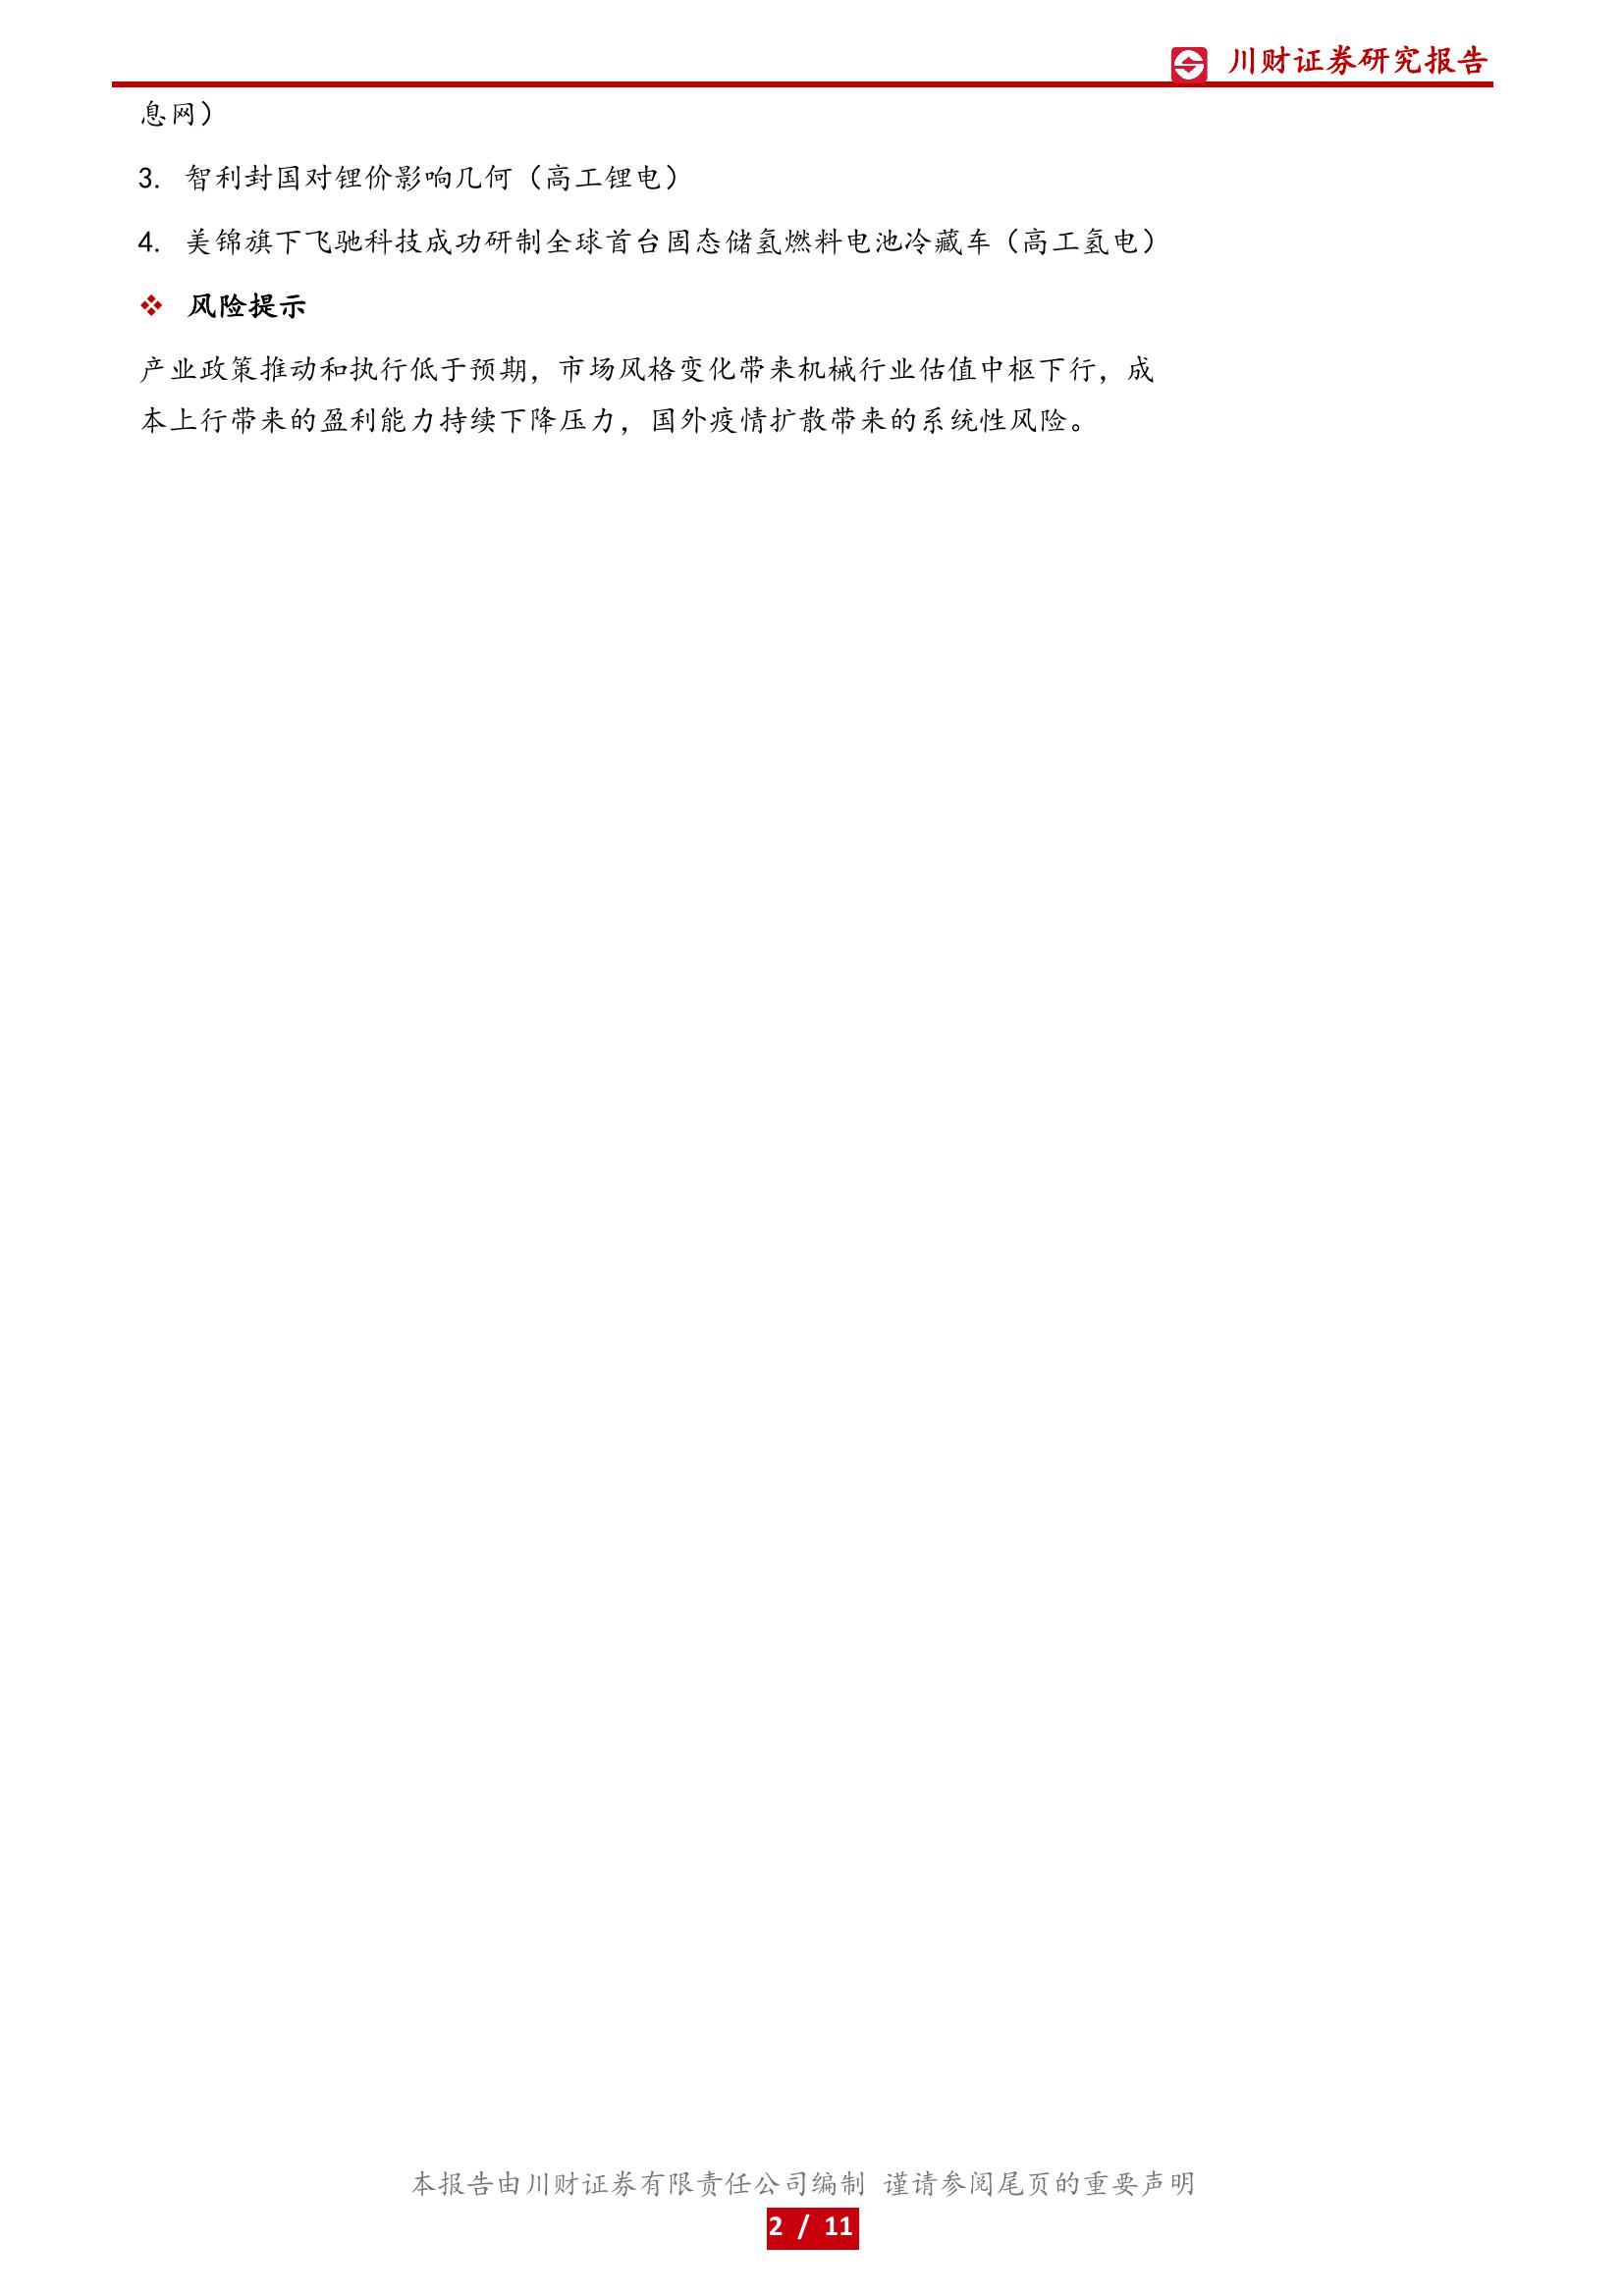 川财证券研究报告
息网）
3. 智利封国对锂价影响几何（高工锂电）
4. 美锦旗下飞驰科技成功研制全球首台固态储氢燃料电池冷藏车（高工氢电）
❖ 风险提示
产业政策推动和执行低于预期，市场风格变化带来机械行业估值中枢下行，成
本上行带来的盈利能力持续下降压力，国外疫情扩散带来的系统性风险。
本报告由川财证券有限责任公司编制 谨请参阅尾页的重要声明
2 / 11